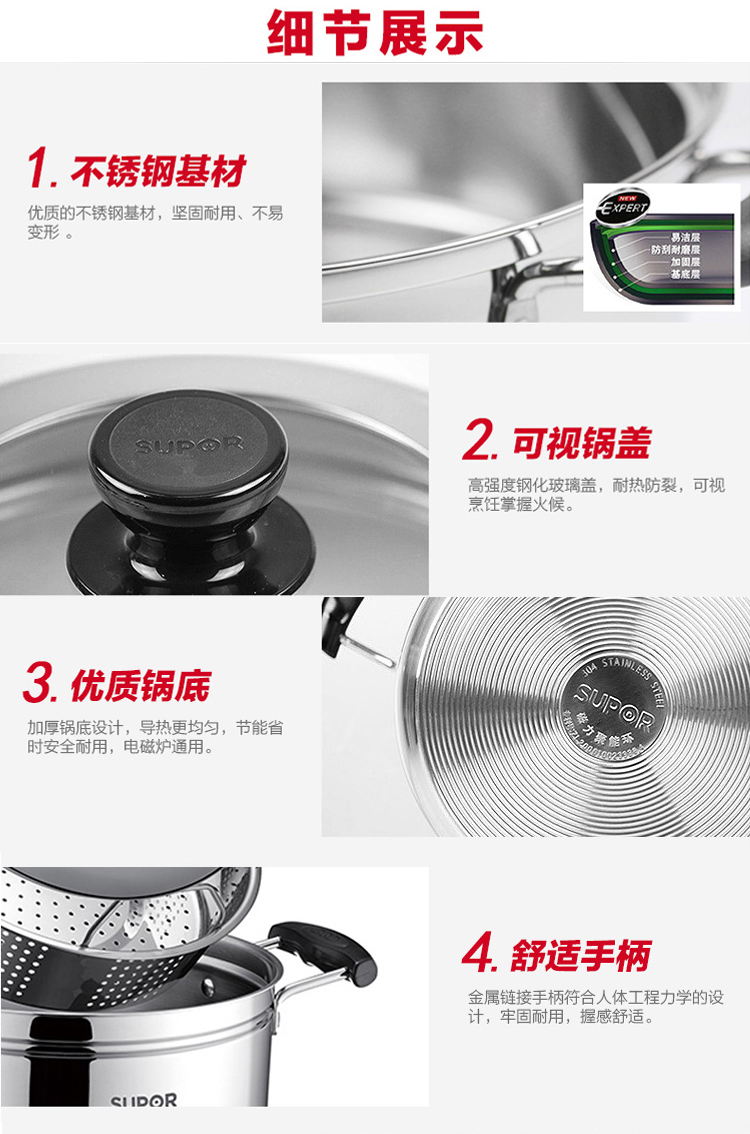 细节展示
1. 不锈钢基材
优质的不锈钢基材，坚固耐用、不易
变形 。
NEW
EXPERT
易洁层
防刮耐磨层
加固层
基底层
SUPOR
2. 可视锅盖
高强度钢化玻璃盖，耐热防裂，可视
烹饪掌握火候。
3. 优质锅底
加厚锅底设计，导热更均匀，节能省
时安全耐用，电磁炉通用。
304 STAINLESS STEEL
SUPOR
磁力聚能环
4. 舒适手柄
金属链接手柄符合人体工程力学的设
计，牢固耐用，握感舒适。
SUPOR